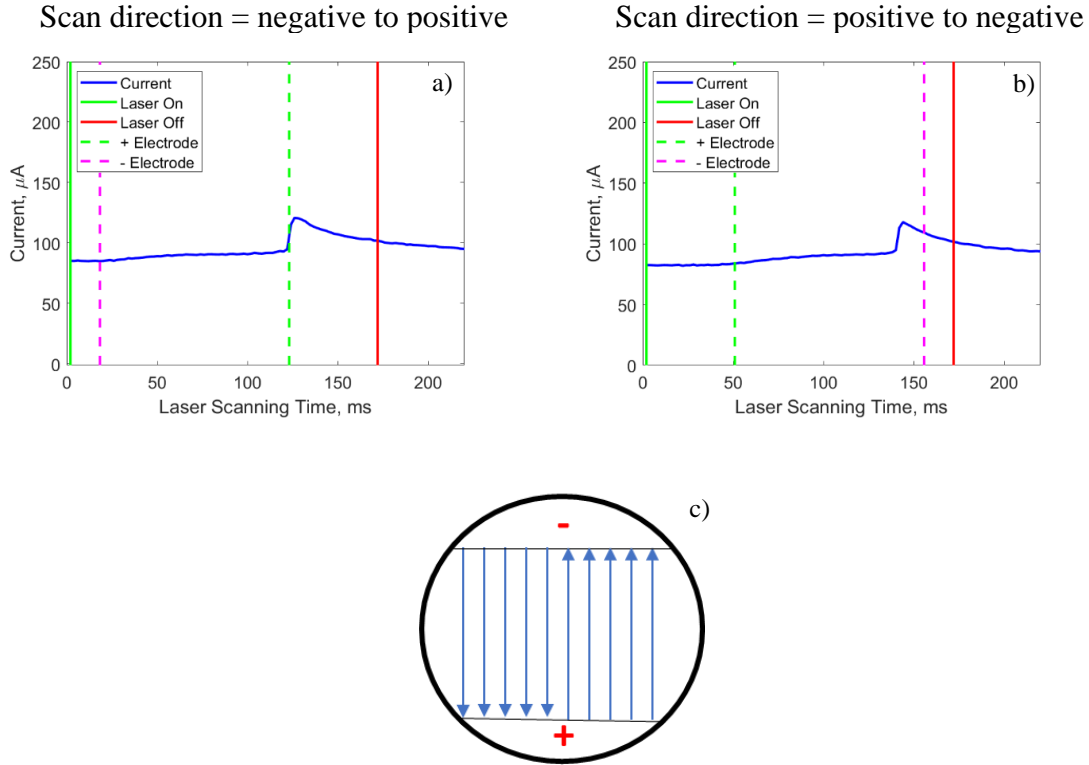 Scan direction = negative to positive
Scan direction = positive to negative
a)
250
200
150
100
50
0
Current, μA
Current
Laser On
Laser Off
+ Electrode
- Electrode
0
50
100
150
200
Laser Scanning Time, ms
b)
250
200
150
100
50
0
Current, μA
Current
Laser On
Laser Off
+ Electrode
- Electrode
0
50
100
150
200
Laser Scanning Time, ms
c)
-
+